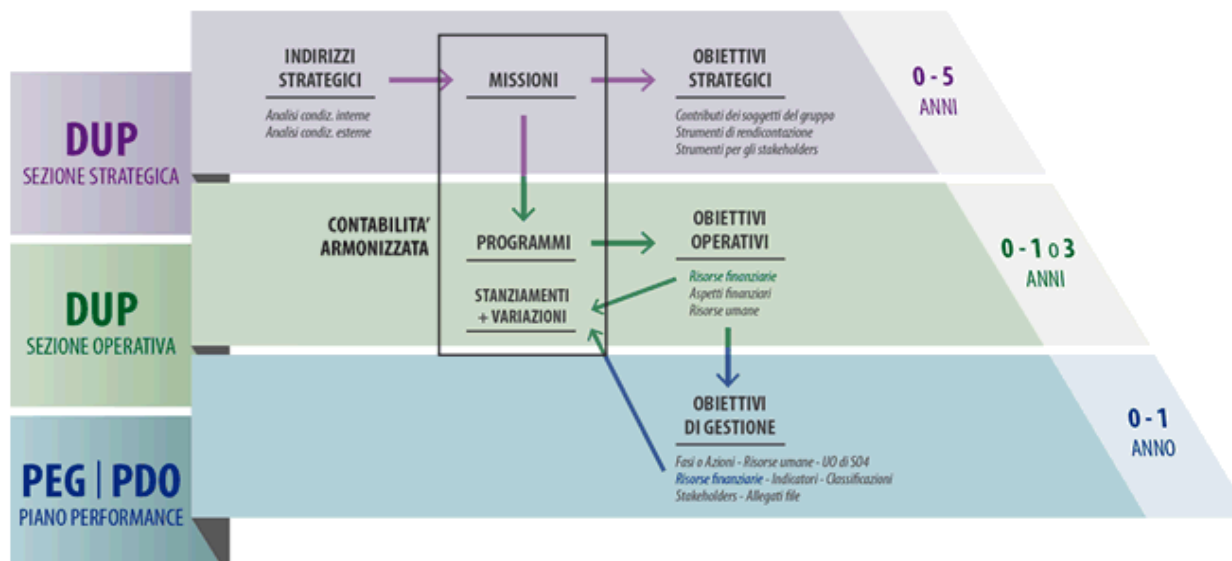 INDIRIZZI
STRATEGICI
Analisi condiz. interne
Analisi condiz. esterne
MISSIONI
OBIETTIVI
STRATEGICI
Contributi dei soggetti del gruppo
Strumenti di rendicontazione
Strumenti per gli stakeholders
0 - 5
ANNI
DUP
SEZIONE STRATEGICA
CONTABILITA'
ARMONIZZATA
PROGRAMMI
STANZIAMENTI
+ VARIAZIONI
OBIETTIVI
OPERATIVI
Risorse finanziarie
Aspetti finanziari
Risorse umane
0 - 1 o 3
ANNI
DUP
SEZIONE OPERATIVA
OBIETTIVI
DI GESTIONE
Fasi o Azioni - Risorse umane - UO di SO4
Risorse finanziarie - Indicatori - Classificazioni
Stakeholders - Allegati file
0 - 1
ANNO
PEG | PDO
PIANO PERFORMANCE